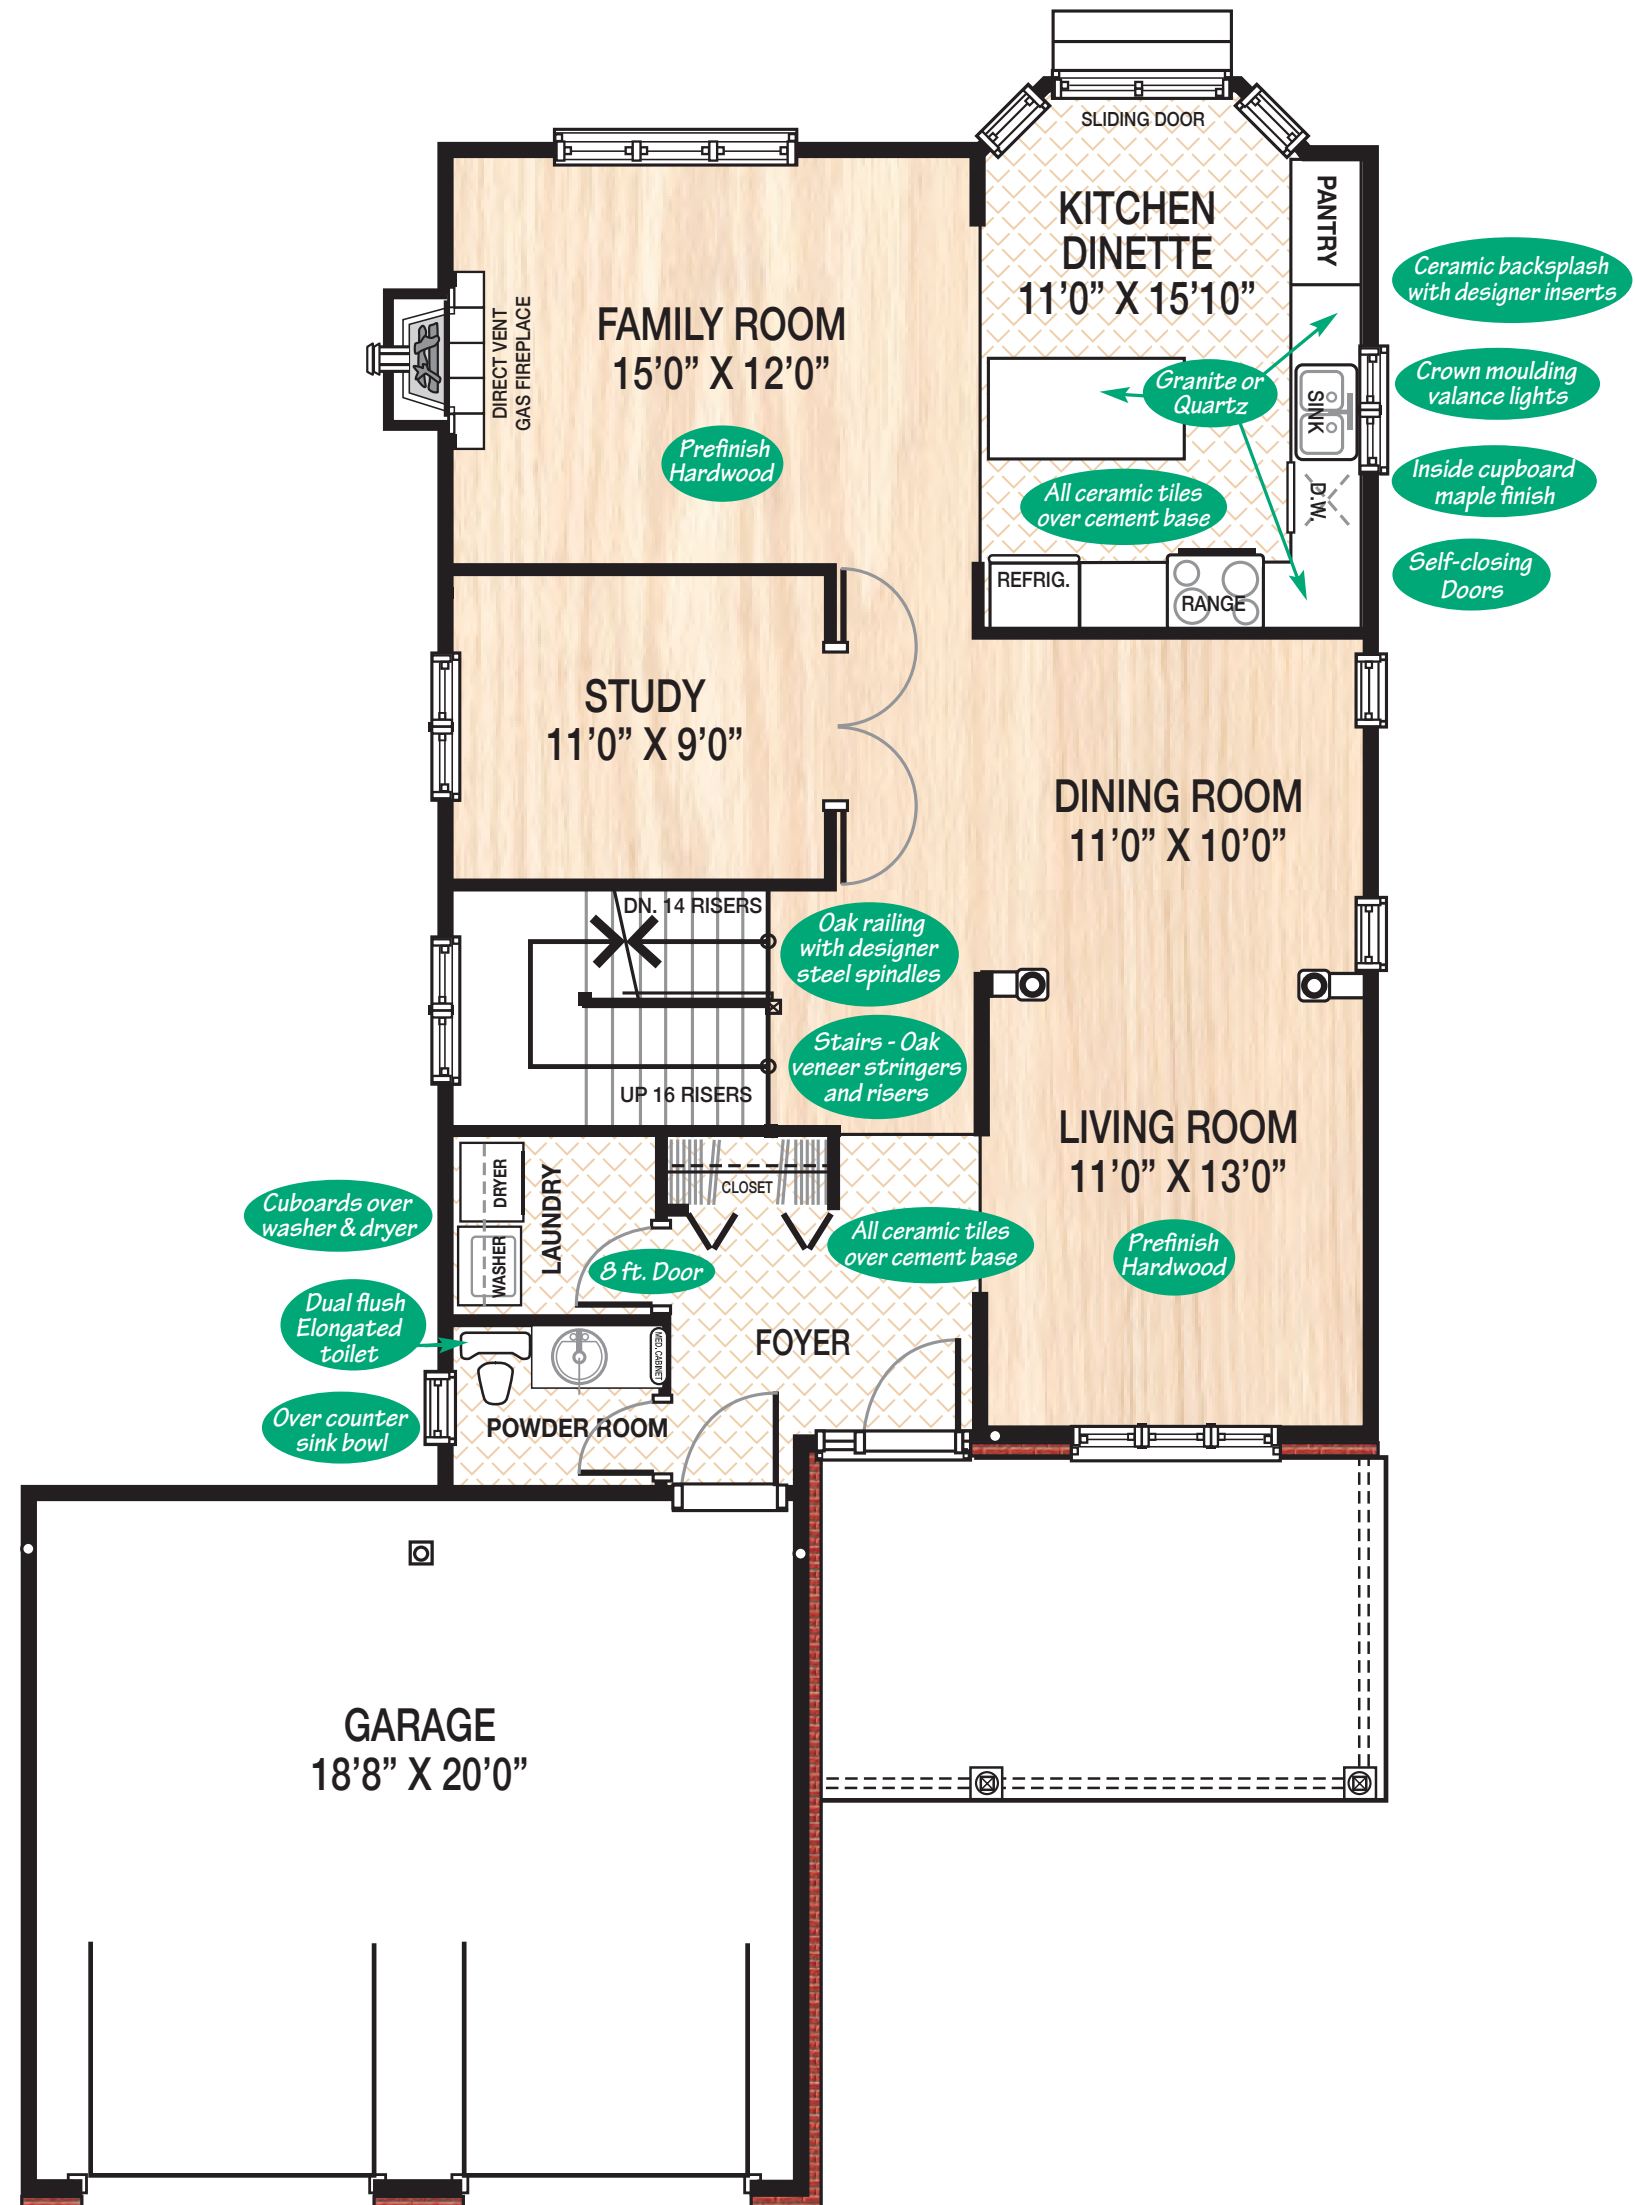 SLIDING DOOR
KITCHEN
DINETTE
11’0” X 15’10”
PANTRY
Ceramic backsplash
with designer inserts
FAMILY ROOM
15’0” X 12’0”
DIRECT VENT
GAS FIREPLACE
Granite or
Quartz
SINK
Crown moulding
valance lights
Prefinish
Hardwood
All ceramic tiles
over cement base
D.W.
Inside cupboard
maple finish
REFRIG.
RANGE
Self-closing
Doors
STUDY
11’0” X 9’0”
DINING ROOM
11’0” X 10’0”
DN. 14 RISERS
Oak railing
with designer
steel spindles
Stairs - Oak
veneer stringers
and risers
UP 16 RISERS
LIVING ROOM
11’0” X 13’0”
DRYER
WASHER
LAUNDRY
CLOSET
Cuboards over
washer & dryer
8 ft. Door
All ceramic tiles
over cement base
Prefinish
Hardwood
Dual flush
Elongated
toilet
MED. CABINET
FOYER
Over counter
sink bowl
POWDER ROOM
GARAGE
18’8” X 20’0”